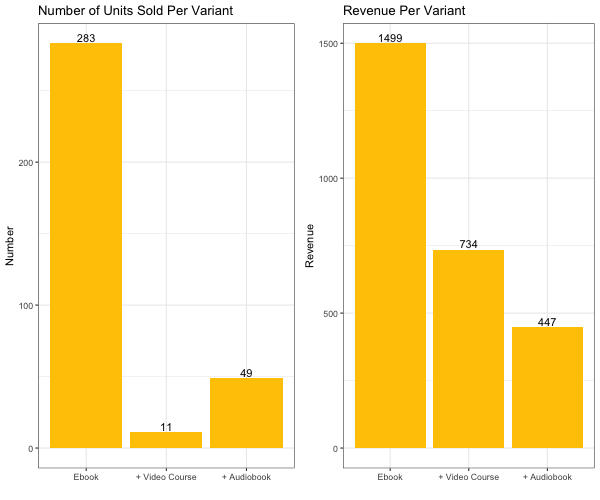 Number of Units Sold Per Variant
283
11
49
200
100
0
Number
Ebook
+ Video Course
+ Audiobook
Revenue Per Variant
1499
734
447
1500
1000
500
0
Revenue
Ebook
+ Video Course
+ Audiobook